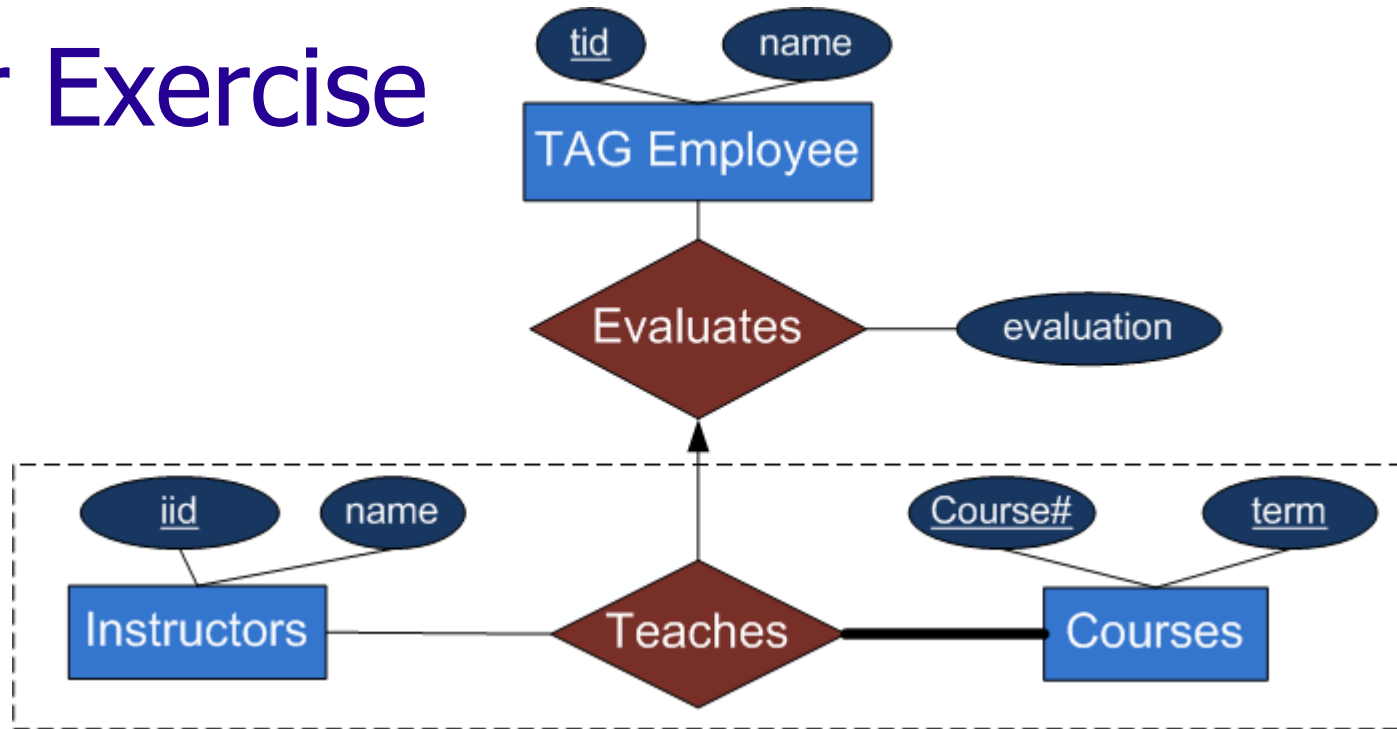 r Exercise
tid
name
TAG Employee
Evaluates
evaluation
iid
name
Course#
term
Instructors
Teaches
Courses